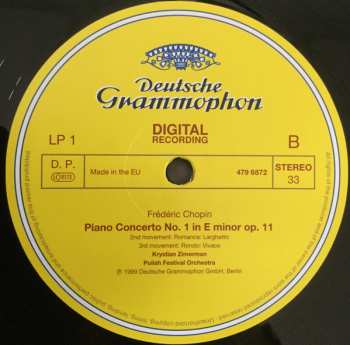 Deutsche
Grammophon
LP 1
DIGITAL
RECORDING
B
D. P.
Made in the EU
479 6872
STEREO
33
Frédéric Chopin
Piano Concerto No. 1 in E minor op. 11
2nd movement: Romance: Larghetto
3rd movement: Rondo: Vivace
Krystian Zimerman
Polish Festival Orchestra
℗ 1999 Deutsche Grammophon GmbH, Berlin